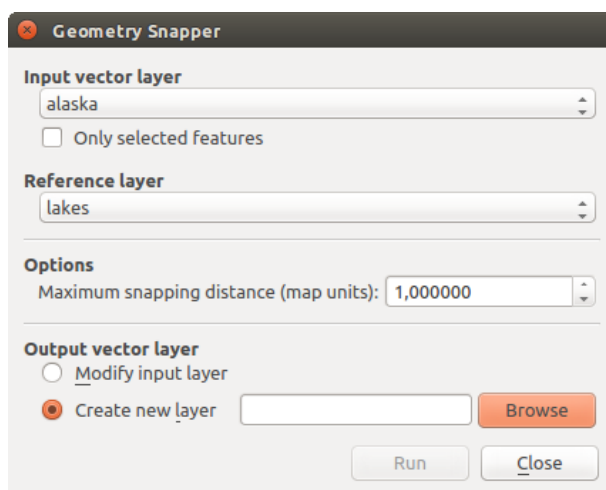 Geometry Snapper
Input vector layer
alaska
Only selected features
Reference layer
lakes
Options
Maximum snapping distance (map units): 1,000000
Output vector layer
Modify input layer
Create new layer Browse
Run Close